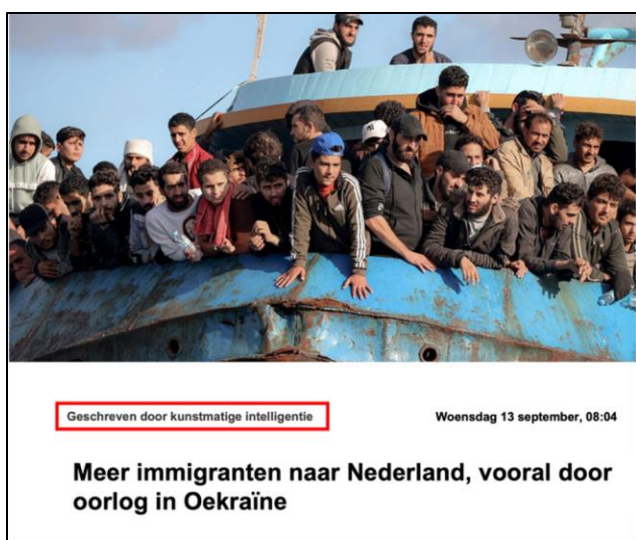 Geschreven door kunstmatige intelligentie
Woensdag 13 september, 08:04
Meer immigranten naar Nederland, vooral door
oorlog in Oekraïne